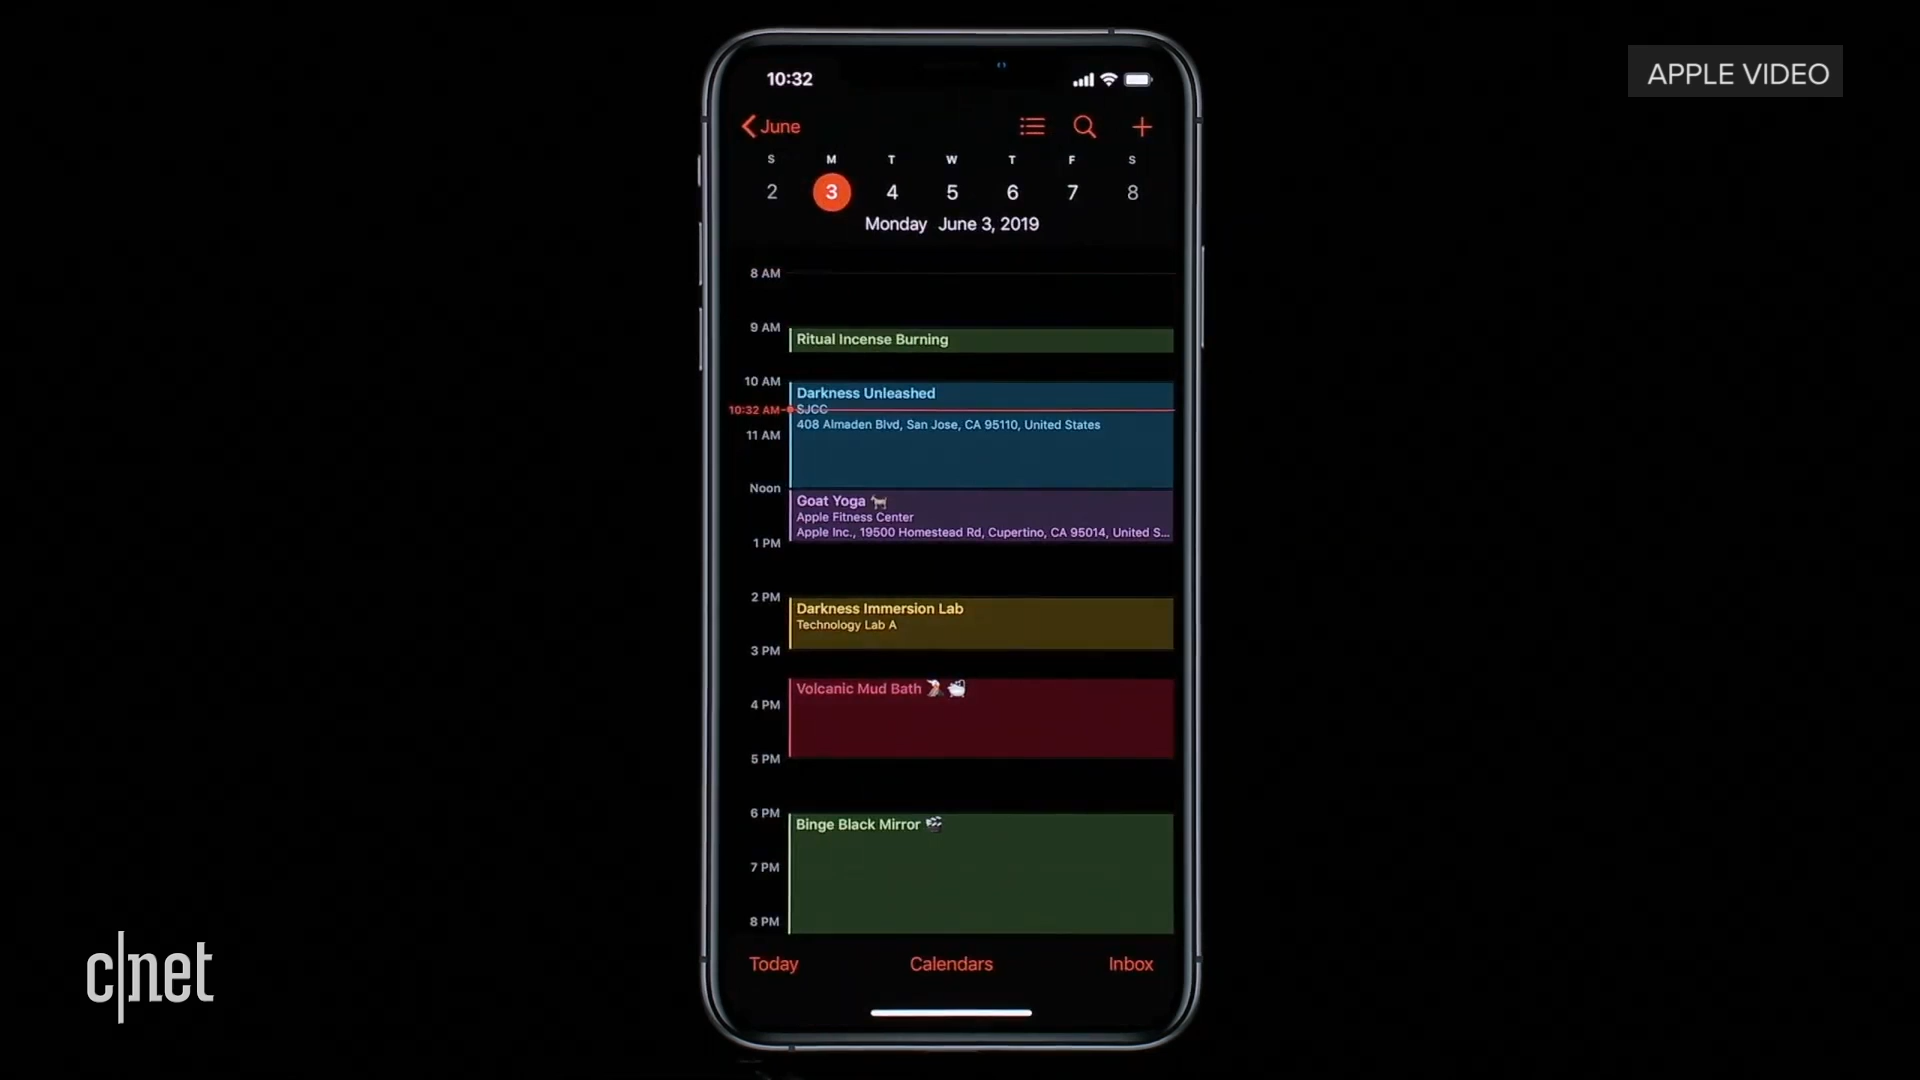 APPLE VIDEO
10:32
June
S M T W T F S
2 3 4 5 6 7 8
Monday June 3, 2019
8 AM
9 AM
Ritual Incense Burning
10 AM
Darkness Unleashed
10:32 AM
SJCC
408 Almaden Blvd, San Jose, CA 95110, United States
11 AM
Noon
Goat Yoga
Apple Fitness Center
Apple Inc., 19500 Homestead Rd, Cupertino, CA 95014, United S...
1 PM
2 PM
Darkness Immersion Lab
Technology Lab A
3 PM
Volcanic Mud Bath
4 PM
5 PM
6 PM
Binge Black Mirror
7 PM
8 PM
Today Calendars Inbox
c|net